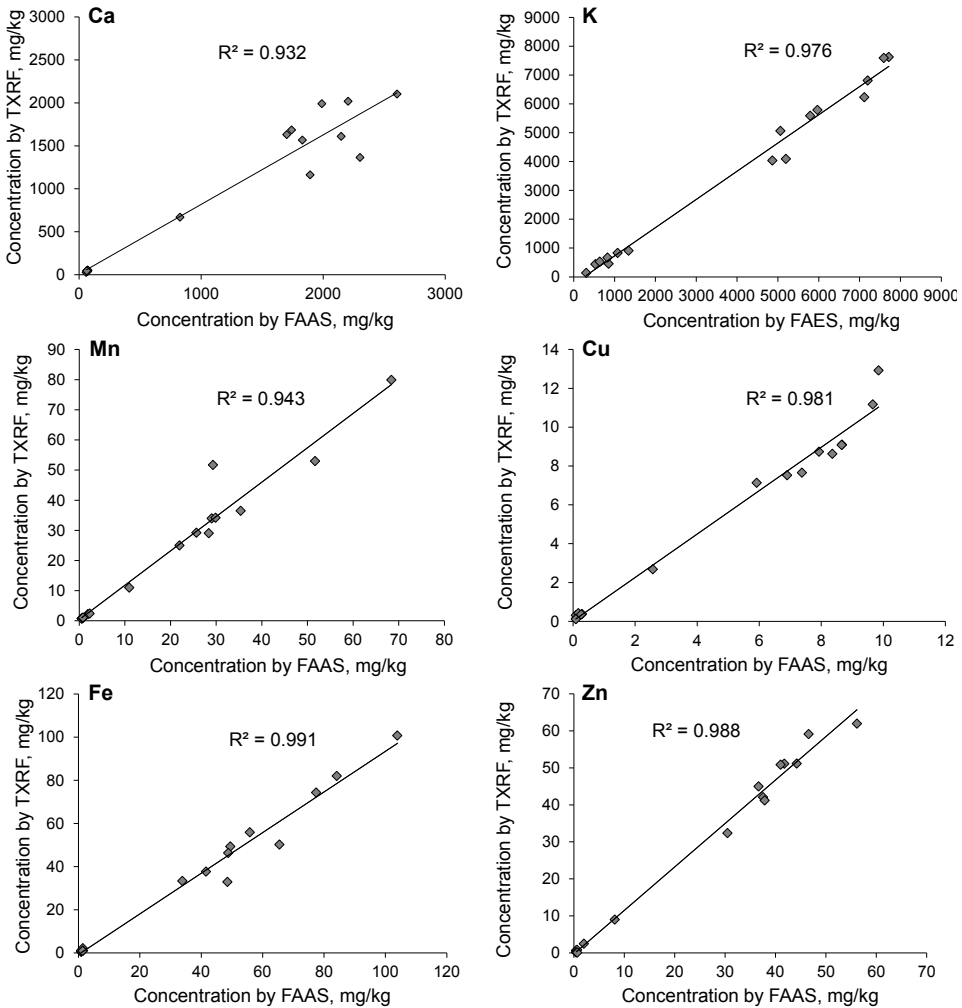 Ca
R² = 0.932
Concentration by TXRF, mg/kg
3000
2500
2000
1500
1000
500
0
0 1000 2000 3000
Concentration by FAAS, mg/kg
K
R² = 0.976
Concentration by TXRF, mg/kg
9000
8000
7000
6000
5000
4000
3000
2000
1000
0
0 1000 2000 3000 4000 5000 6000 7000 8000 9000
Concentration by FAES, mg/kg
Mn
R² = 0.943
Concentration by TXRF, mg/kg
90
80
70
60
50
40
30
20
10
0
0 10 20 30 40 50 60 70 80
Concentration by FAAS, mg/kg
Cu
R² = 0.981
Concentration by TXRF, mg/kg
14
12
10
8
6
4
2
0
0 2 4 6 8 10 12
Concentration by FAAS, mg/kg
Fe
R² = 0.991
Concentration by TXRF, mg/kg
120
100
80
60
40
20
0
0 20 40 60 80 100 120
Concentration by FAAS, mg/kg
Zn
R² = 0.988
Concentration by TXRF, mg/kg
70
60
50
40
30
20
10
0
0 10 20 30 40 50 60 70
Concentration by FAAS, mg/kg